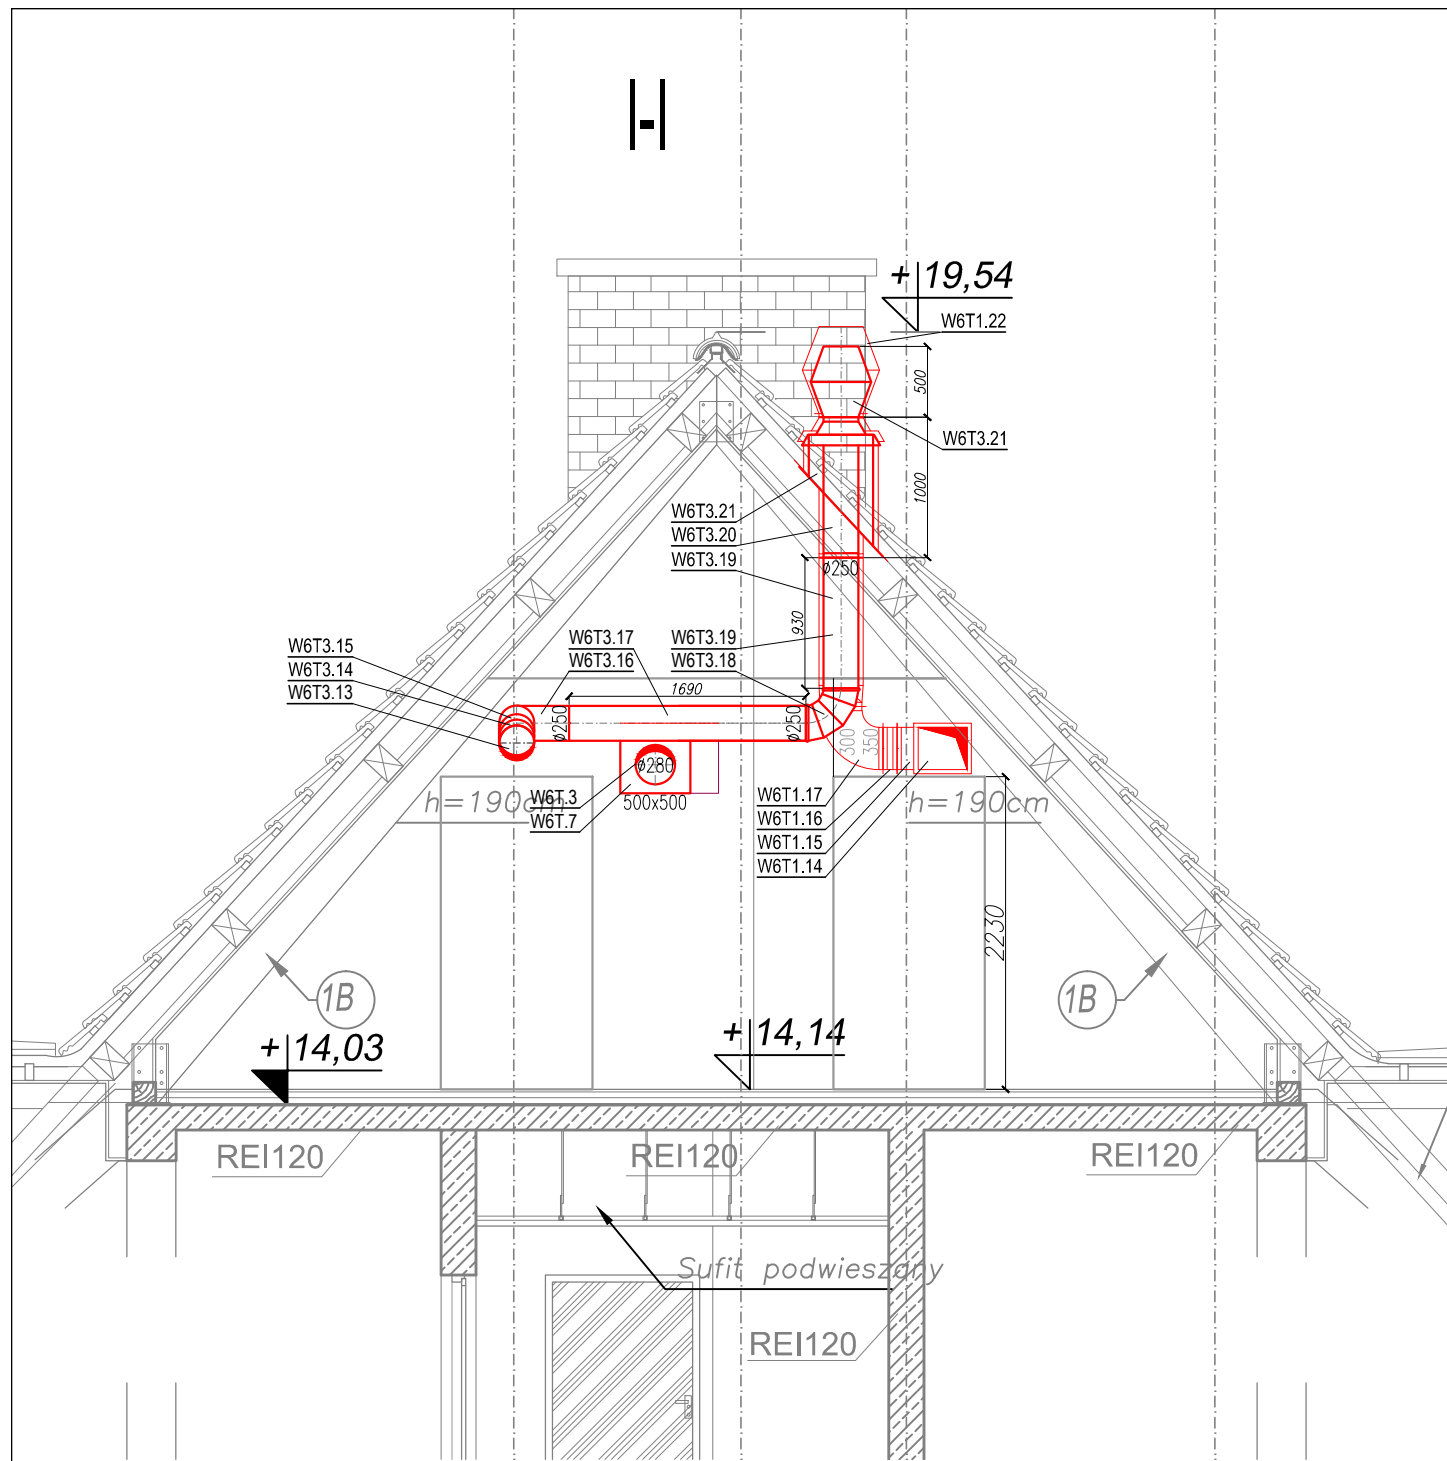 I-I
+19,54
W6T1.22
500
W6T3.21
1000
W6T3.21
W6T3.20
W6T3.19
ø250
930
W6T3.15
W6T3.14
W6T3.13
W6T3.17
W6T3.16
W6T3.19
W6T3.18
1690
ø250
ø250
300
350
ø280
500x500
W6T.3
W6T.7
h=190cm
W6T1.17
W6T1.16
W6T1.15
W6T1.14
h=190cm
2230
1B
1B
+14,03
+14,14
REI120
REI120
REI120
Sufit podwieszany
REI120